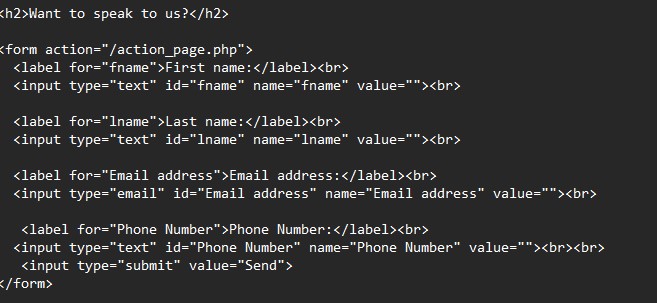 <h2>Want to speak to us?</h2>
<form action="/action_page.php">
<label for="fname">First name:</label><br>
<input type="text" id="fname" name="fname" value=""><br>
<label for="lname">Last name:</label><br>
<input type="text" id="lname" name="lname" value=""><br>
<label for="Email address">Email address:</label><br>
<input type="email" id="Email address" name="Email address" value=""><br>
<label for="Phone Number">Phone Number:</label><br>
<input type="text" id="Phone Number" name="Phone Number" value=""><br><br>
<input type="submit" value="Send">
</form>